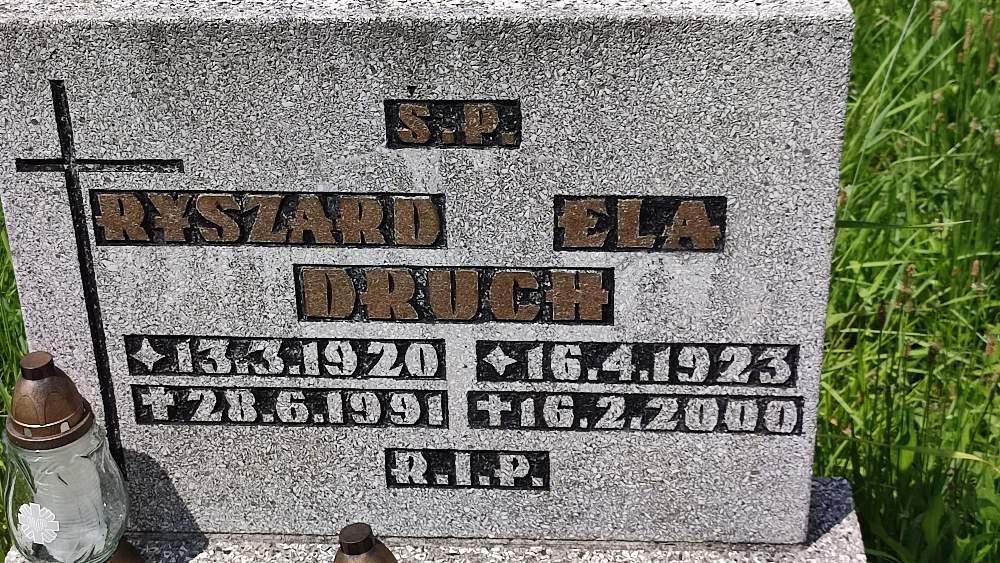 Ś.P.
RYSZARD ELA
DRUCH
13.3.1920 16.4.1923
28.6.1991 16.2.2000
R.I.P.